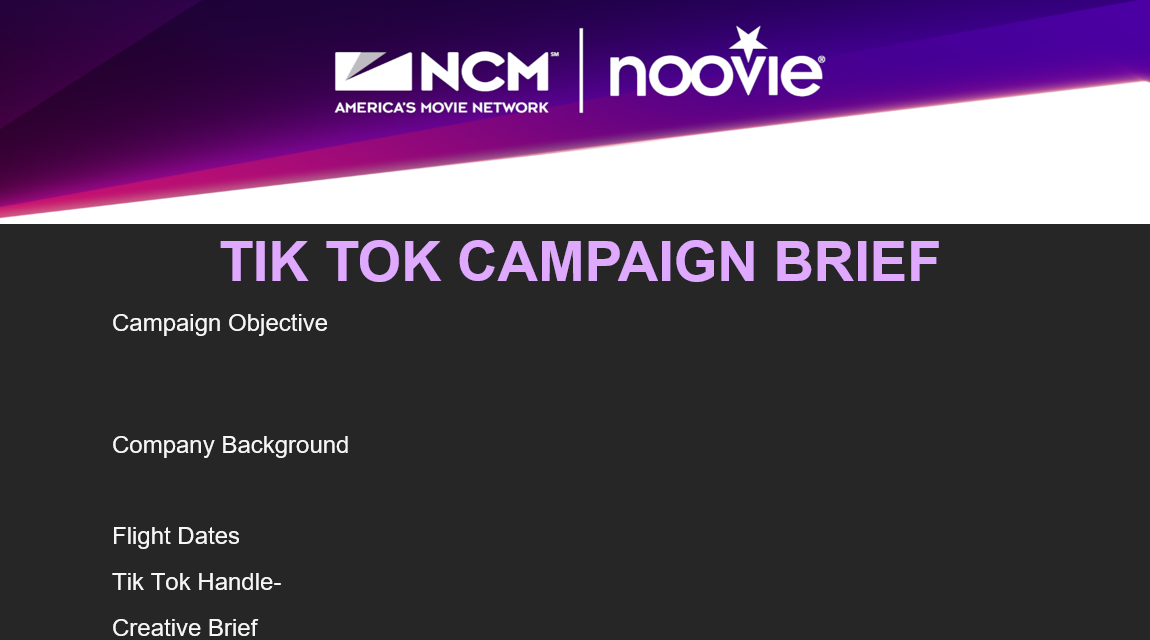 NCM℠
AMERICA'S MOVIE NETWORK
noovie®
TIK TOK CAMPAIGN BRIEF
Campaign Objective
Company Background
Flight Dates
Tik Tok Handle-
Creative Brief